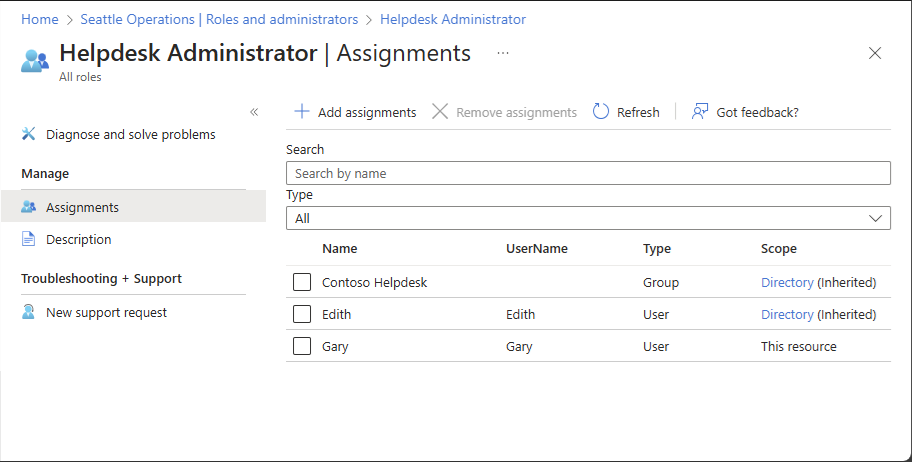 Home > Seattle Operations | Roles and administrators > Helpdesk Administrator
Helpdesk Administrator | Assignments ...
All roles
Diagnose and solve problems
Manage
Assignments
Description
Troubleshooting + Support
New support request
Add assignments Remove assignments Refresh Got feedback?
Search
Search by name
Type
All
Name UserName Type Scope
Contoso Helpdesk Group Directory (Inherited)
Edith Edith User Directory (Inherited)
Gary Gary User This resource